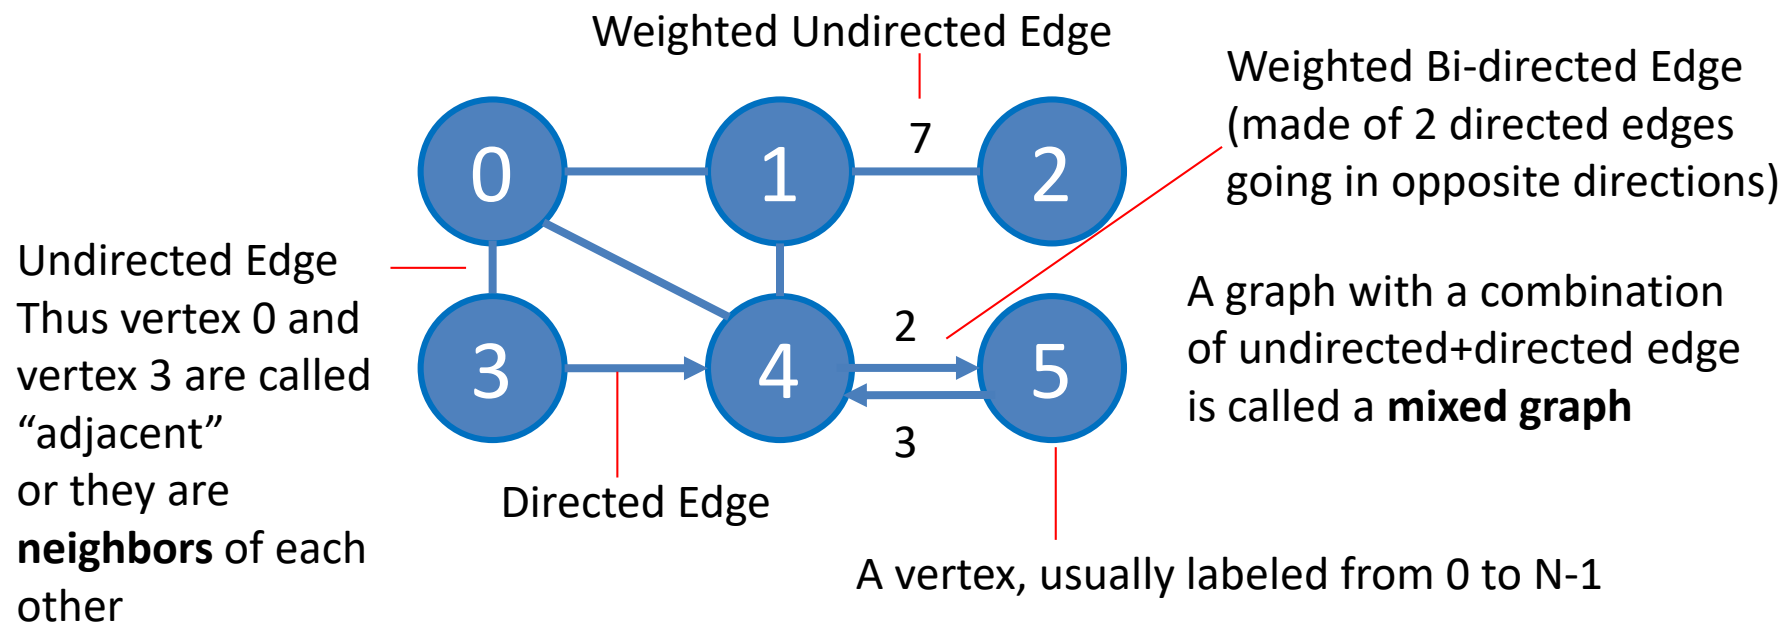 Weighted Undirected Edge
Weighted Bi-directed Edge
(made of 2 directed edges
going in opposite directions)
7
0
1
2
Undirected Edge
Thus vertex 0 and
vertex 3 are called
“adjacent”
or they are
neighbors of each
other
A graph with a combination
of undirected+directed edge
is called a mixed graph
2
3
4
5
3
Directed Edge
A vertex, usually labeled from 0 to N-1